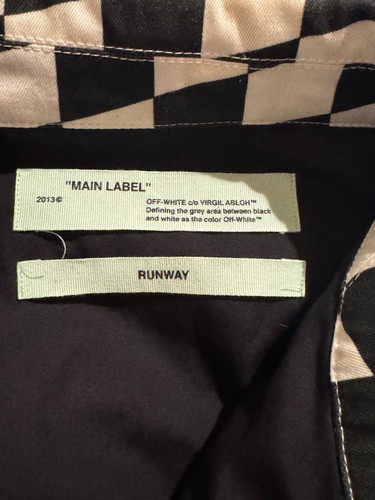 "MAIN LABEL"
2013©
OFF-WHITE c/o VIRGIL ABLOH™
Defining the grey area between black
and white as the color Off-White™
RUNWAY